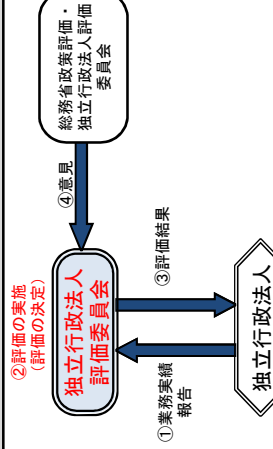 ②評価の実施
（評価の決定）
独立行政法人
評価委員会
総務省政策評価・
独立行政法人評価
委員会
④意見
①業務実績
報告
③評価結果
独立行政法人